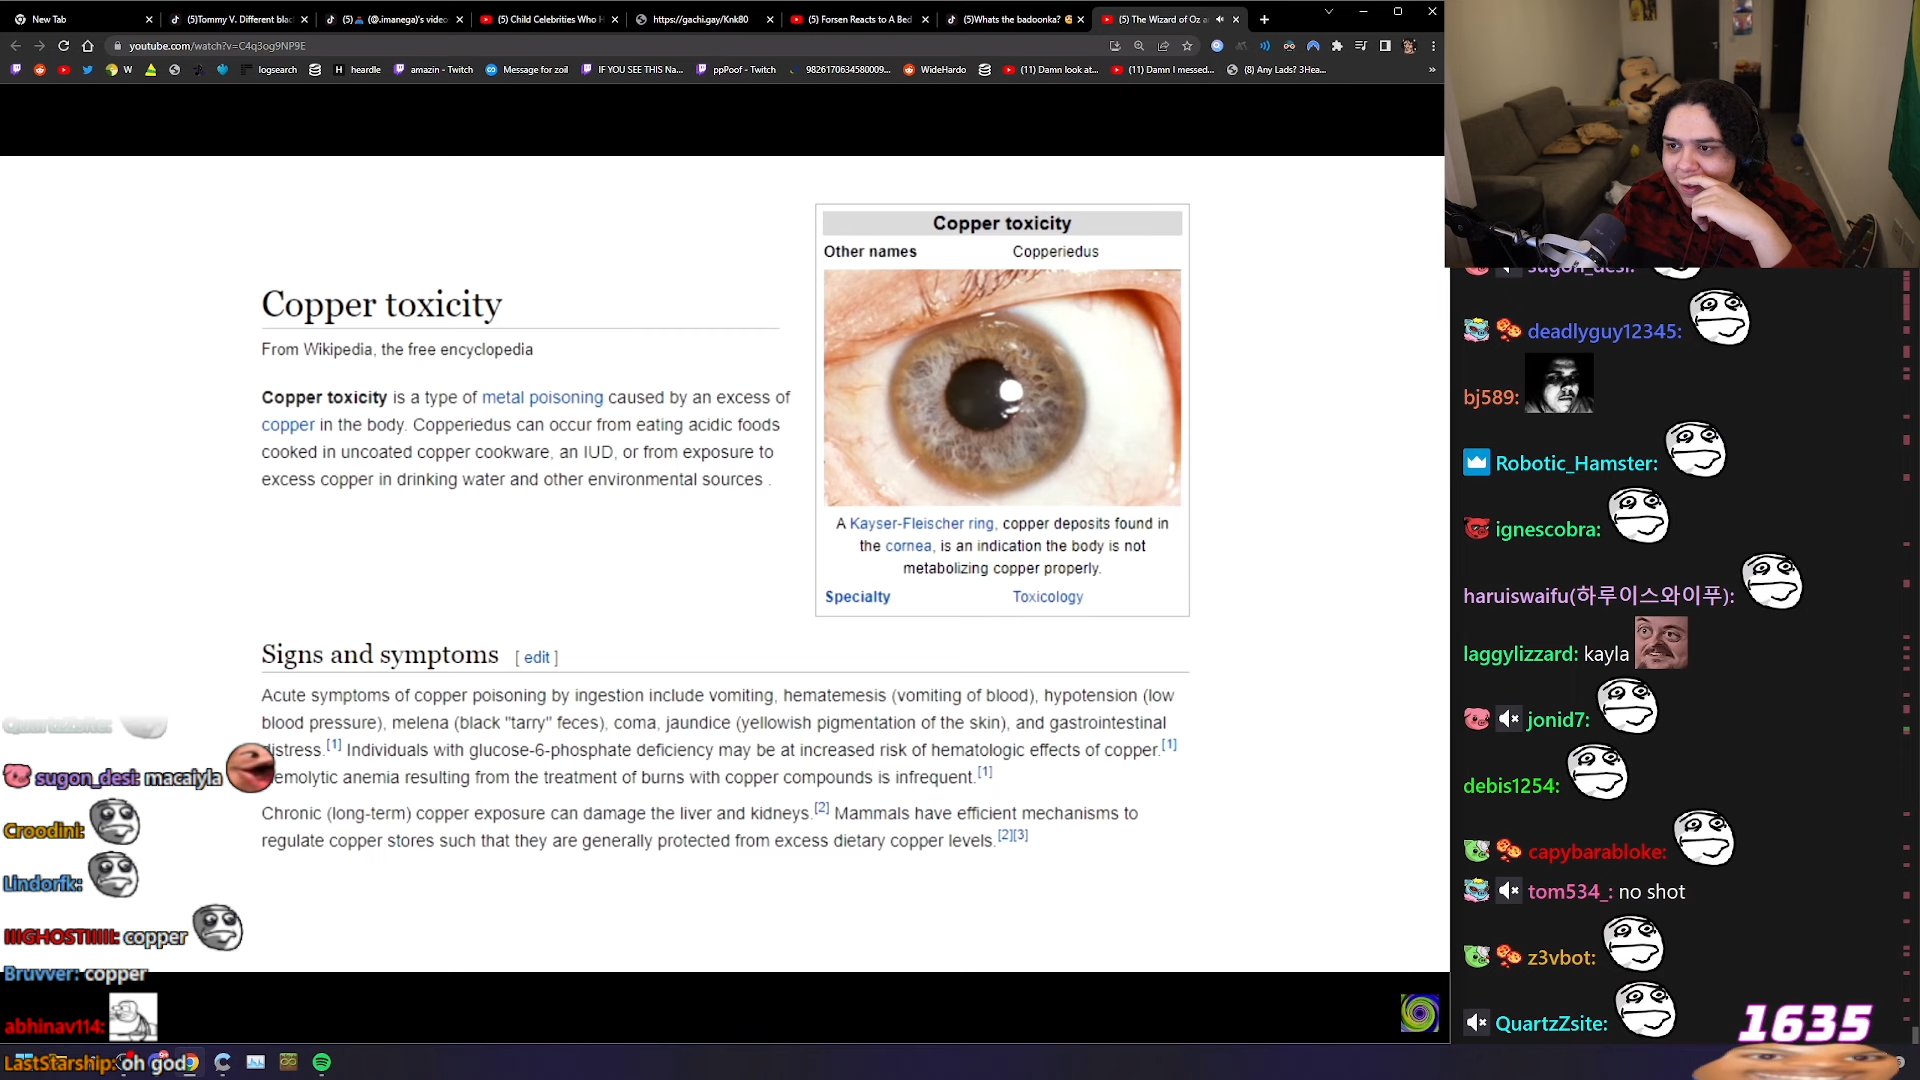 New Tab
(5)Tommy V. Different blac
(5) (@.imanega)'s video
(5) Child Celebrities Who H
https://gachi.gay/Knk80
(5) Forsen Reacts to A Bed
(5)Whats the badoonka?
(5) The Wizard of Oz a
youtube.com/watch?v=C4q3og9NP9E
W
logsearch
heardle
amazin - Twitch
Message for zoil
IF YOU SEE THIS Na...
ppPoof - Twitch
9826170634580009...
WideHardo
(11) Damn look at...
(11) Damn I messed...
(8) Any Lads? 3Hea...
Copper toxicity
Other names Copperiedus
A Kayser-Fleischer ring, copper deposits found in
the cornea, is an indication the body is not
metabolizing copper properly.
Specialty Toxicology
Copper toxicity
From Wikipedia, the free encyclopedia
Copper toxicity is a type of metal poisoning caused by an excess of
copper in the body. Copperiedus can occur from eating acidic foods
cooked in uncoated copper cookware, an IUD, or from exposure to
excess copper in drinking water and other environmental sources .
Signs and symptoms [ edit ]
Acute symptoms of copper poisoning by ingestion include vomiting, hematemesis (vomiting of blood), hypotension (low
blood pressure), melena (black "tarry" feces), coma, jaundice (yellowish pigmentation of the skin), and gastrointestinal
distress.[1] Individuals with glucose-6-phosphate deficiency may be at increased risk of hematologic effects of copper.[1]
emolytic anemia resulting from the treatment of burns with copper compounds is infrequent.[1]
Chronic (long-term) copper exposure can damage the liver and kidneys.[2] Mammals have efficient mechanisms to
regulate copper stores such that they are generally protected from excess dietary copper levels.[2][3]
QuartzZsite:
sugon_desi: macaiyla
Croodini:
Lindorfk:
IIIGHOSTIIIII: copper
Bruvver: copper
abhinav114:
LastStarship: oh god
sugon_desi:
deadlyguy12345:
bj589:
Robotic_Hamster:
ignescobra:
haruiswaifu(하루이스와이푸):
laggylizzard: kayla
jonid7:
debis1254:
capybarabloke:
tom534_: no shot
z3vbot:
QuartzZsite:
1635